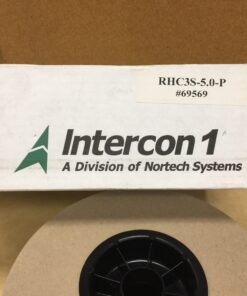 RHC3S-5.0-P
#69569
Intercon 1
A Division of Nortech Systems